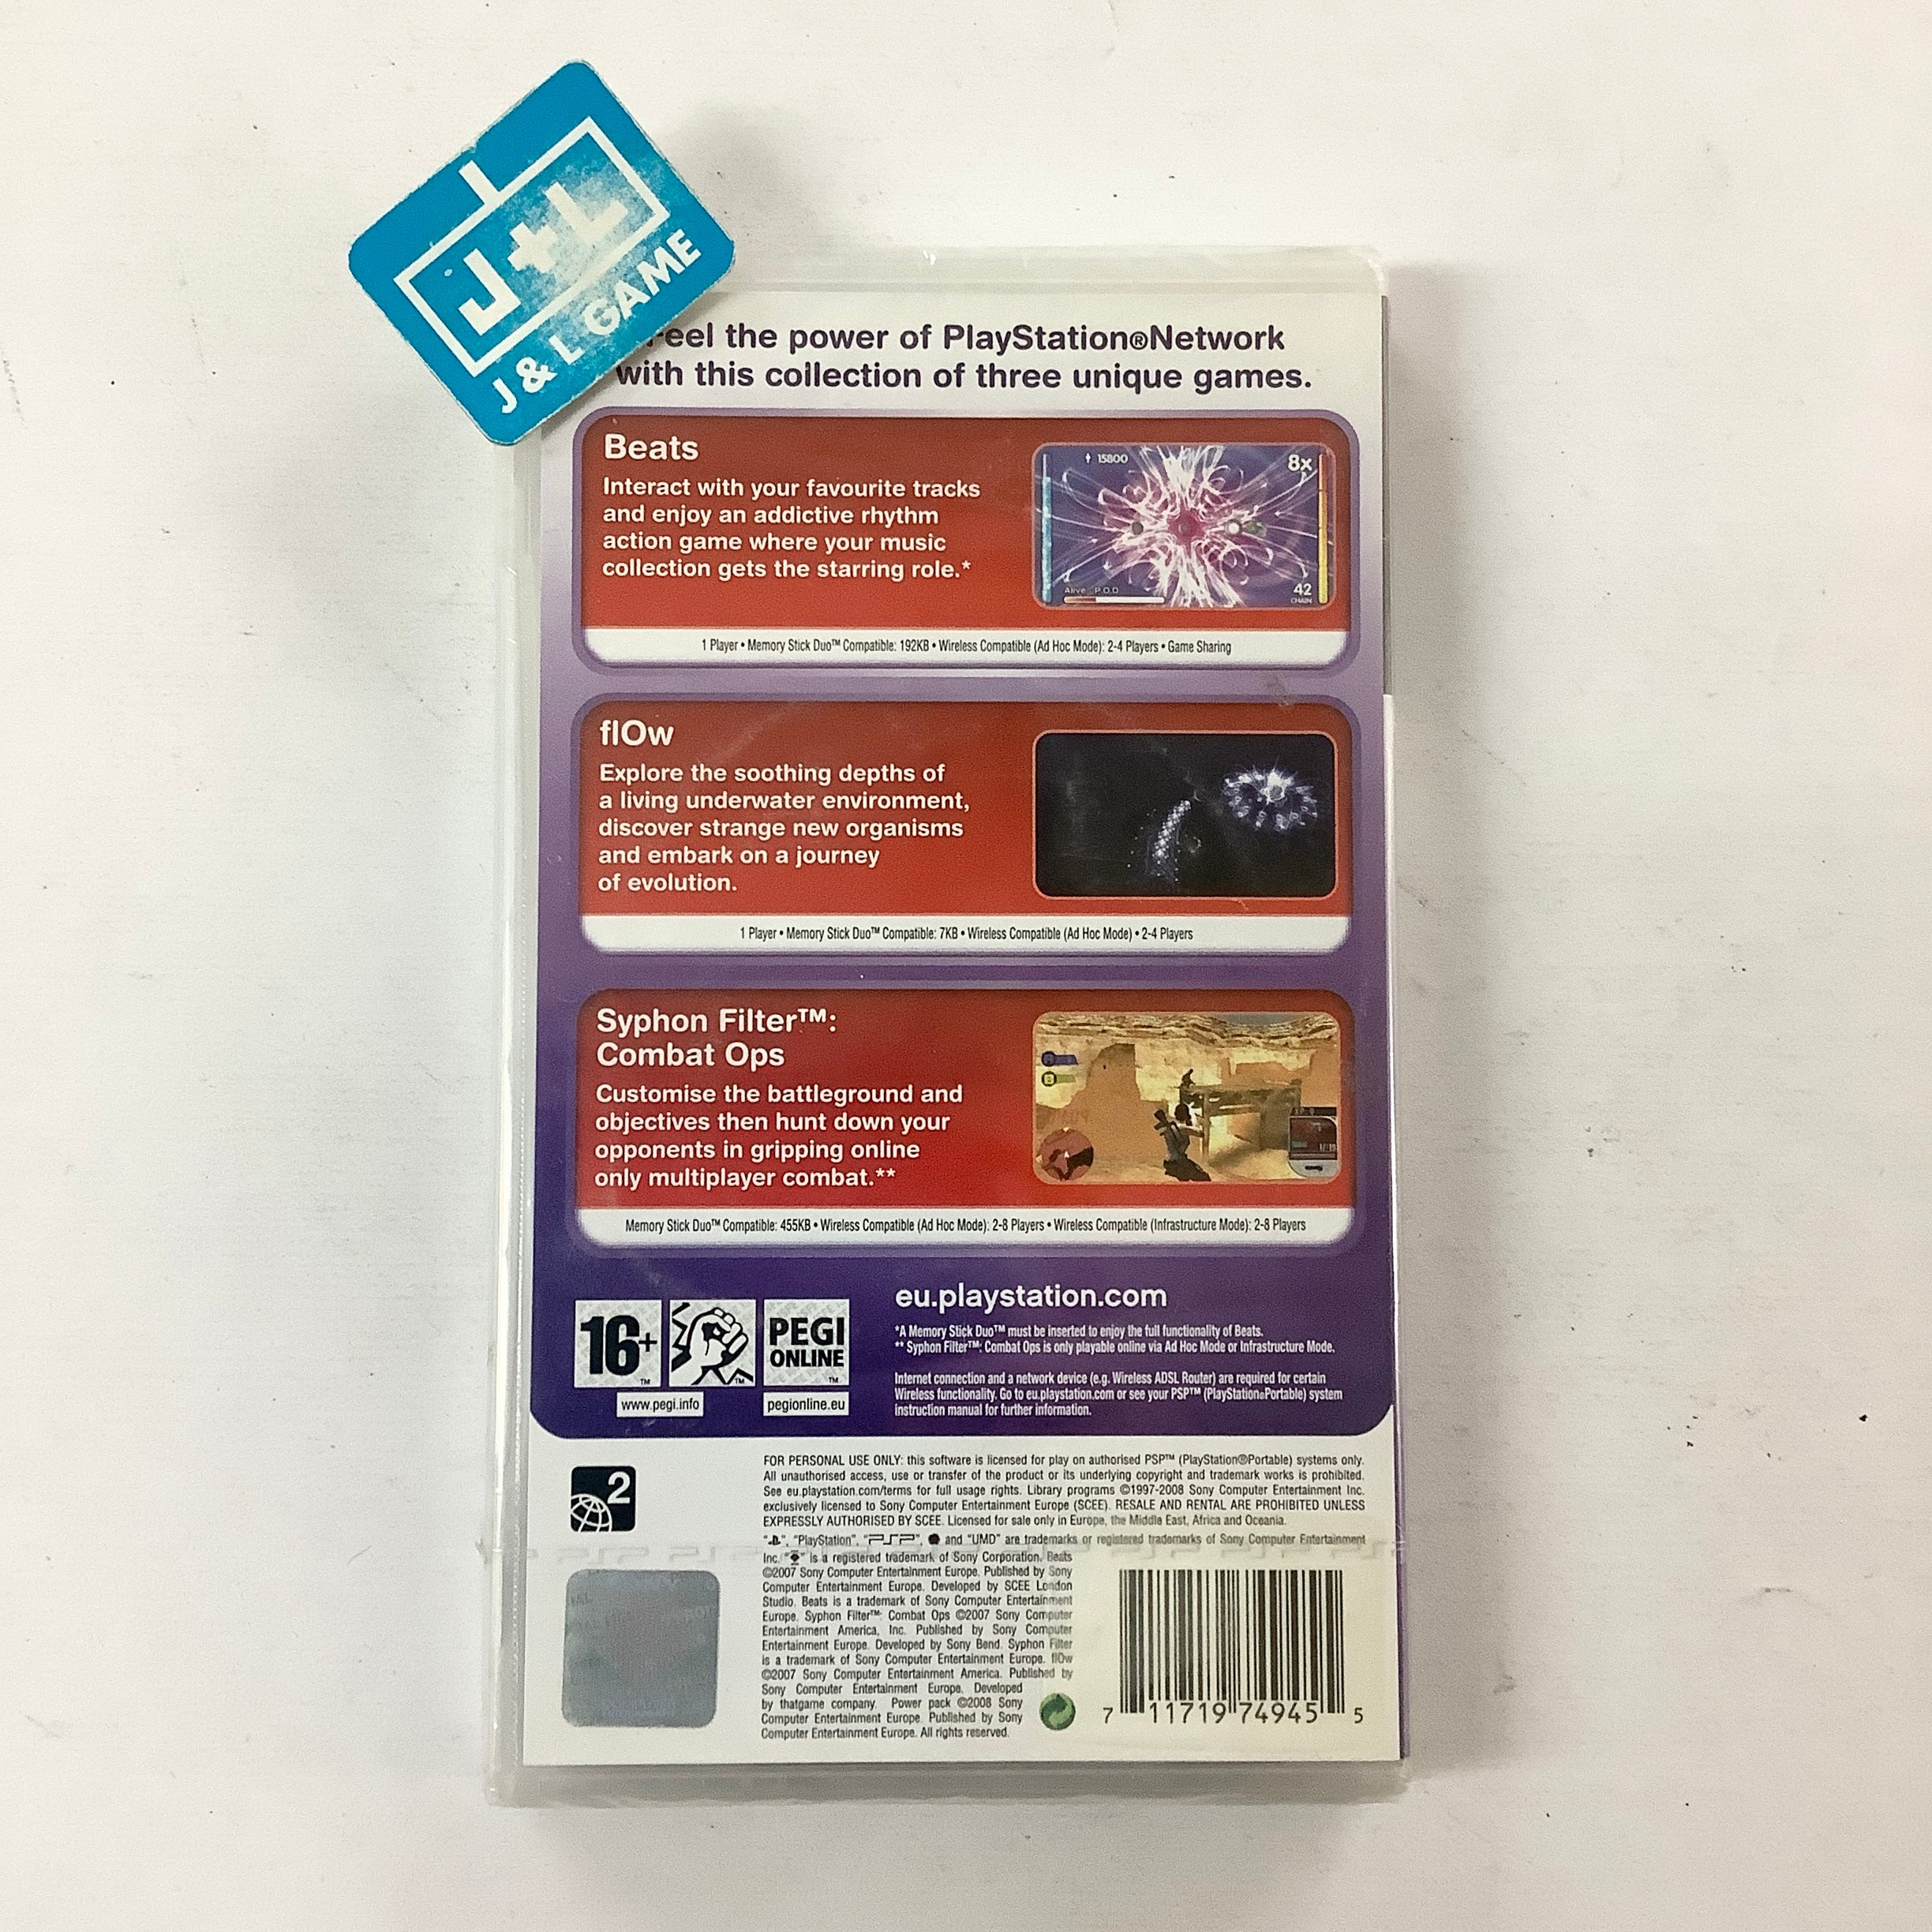 J+L
J & L GAME
Feel the power of PlayStation®Network
with this collection of three unique games.
Beats
Interact with your favourite tracks
and enjoy an addictive rhythm
action game where your music
collection gets the starring role.*
15800
8x
Alive P.O.D
42
CHAIN
1 Player • Memory Stick Duo™ Compatible: 192KB • Wireless Compatible (Ad Hoc Mode): 2-4 Players • Game Sharing
flOw
Explore the soothing depths of
a living underwater environment,
discover strange new organisms
and embark on a journey
of evolution.
1 Player • Memory Stick Duo™ Compatible: 7KB • Wireless Compatible (Ad Hoc Mode) • 2-4 Players
Syphon Filter™:
Combat Ops
Customise the battleground and
objectives then hunt down your
opponents in gripping online
only multiplayer combat.**
Memory Stick Duo™ Compatible: 455KB • Wireless Compatible (Ad Hoc Mode): 2-8 Players • Wireless Compatible (Infrastructure Mode): 2-8 Players
16+
™
™
PEGI
ONLINE
™
www.pegi.info
pegionline.eu
eu.playstation.com
*A Memory Stick Duo™ must be inserted to enjoy the full functionality of Beats.
** Syphon Filter™: Combat Ops is only playable online via Ad Hoc Mode or Infrastructure Mode.
Internet connection and a network device (e.g. Wireless ADSL Router) are required for certain
Wireless functionality. Go to eu.playstation.com or see your PSP™ (PlayStation®Portable) system
instruction manual for further information.
2
FOR PERSONAL USE ONLY: this software is licensed for play on authorised PSP™ (PlayStation®Portable) systems only.
All unauthorised access, use or transfer of the product or its underlying copyright and trademark works is prohibited.
See eu.playstation.com/terms for full usage rights. Library programs ©1997-2008 Sony Computer Entertainment Inc.
exclusively licensed to Sony Computer Entertainment Europe (SCEE). RESALE AND RENTAL ARE PROHIBITED UNLESS
EXPRESSLY AUTHORISED BY SCEE. Licensed for sale only in Europe, the Middle East, Africa and Oceania.
"", "PlayStation", "PSP", and "UMD" are trademarks or registered trademarks of Sony Computer Entertainment
Inc. "" is a registered trademark of Sony Corporation. Beats
©2007 Sony Computer Entertainment Europe. Published by Sony
Computer Entertainment Europe. Developed by SCEE London
Studio. Beats is a trademark of Sony Computer Entertainment
Europe. Syphon Filter™: Combat Ops ©2007 Sony Computer
Entertainment America, Inc. Published by Sony Computer
Entertainment Europe. Developed by Sony Bend. Syphon Filter
is a trademark of Sony Computer Entertainment Europe. flOw
©2007 Sony Computer Entertainment America. Published by
Sony Computer Entertainment Europe. Developed
by thatgame company. Power pack ©2008 Sony
Computer Entertainment Europe. Published by Sony
Computer Entertainment Europe. All rights reserved.
7 11719 74945 5